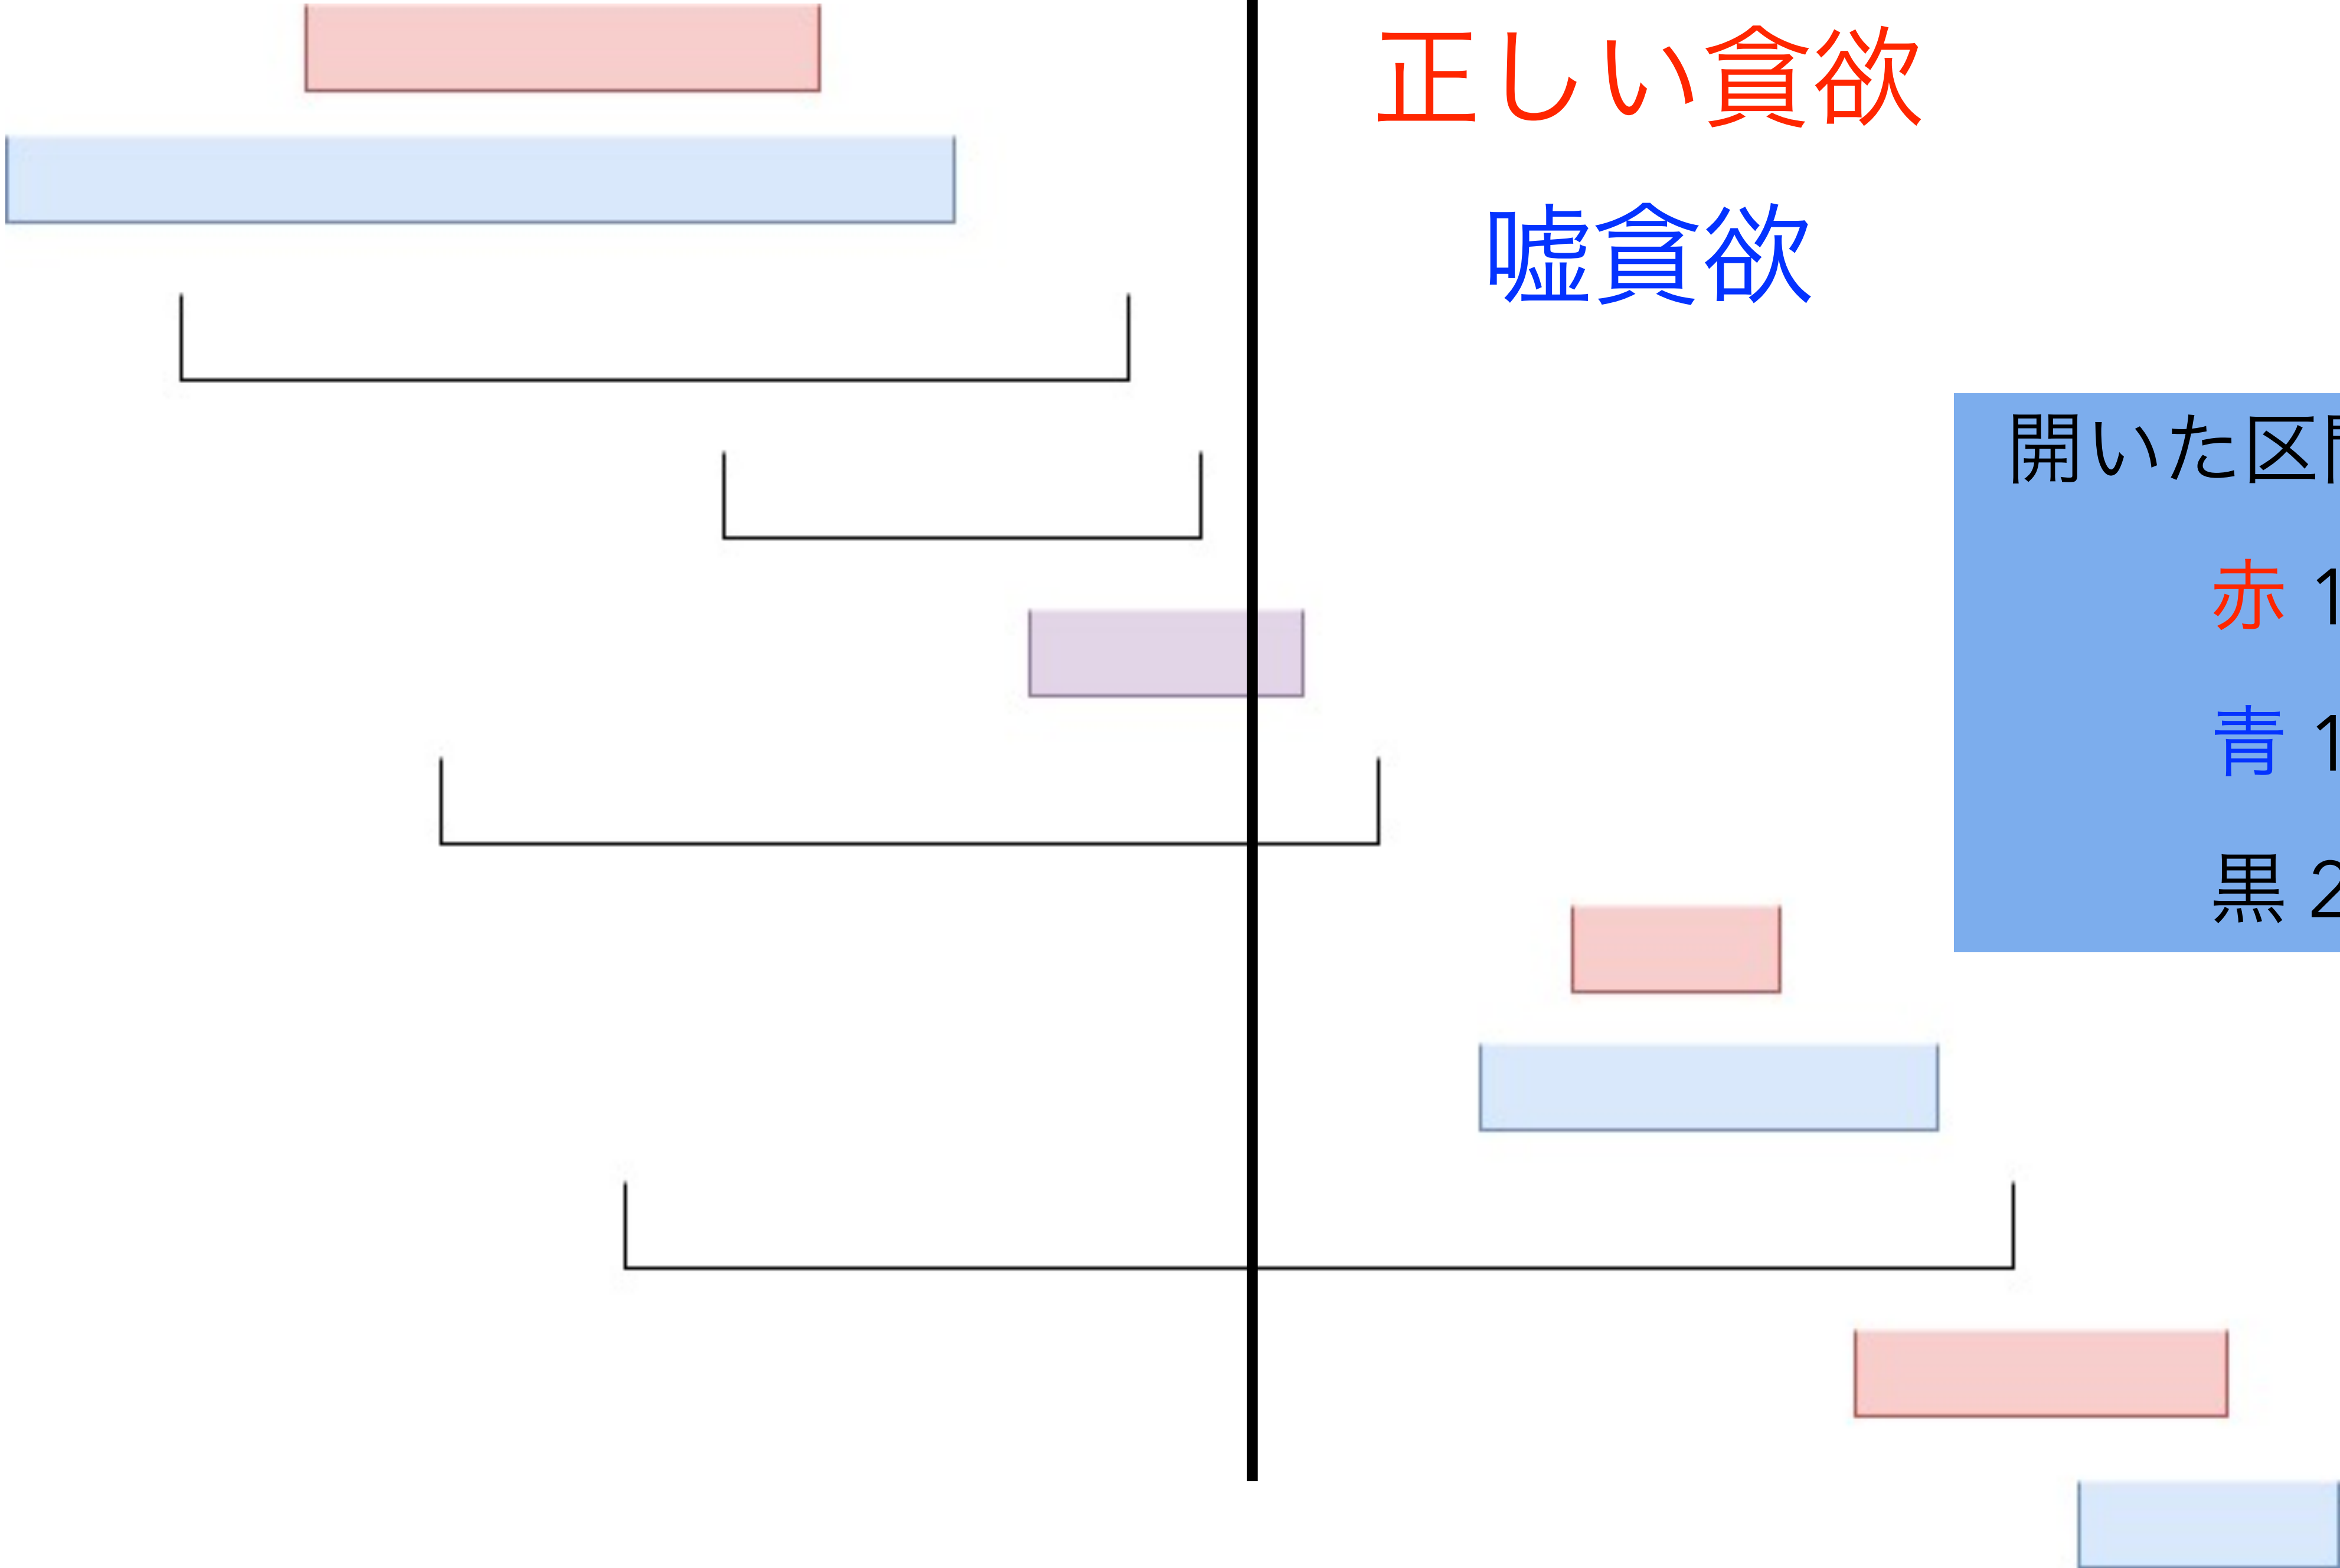 正しい貪欲
嘘貪欲
開いた区
赤 1
青 1
黒 2